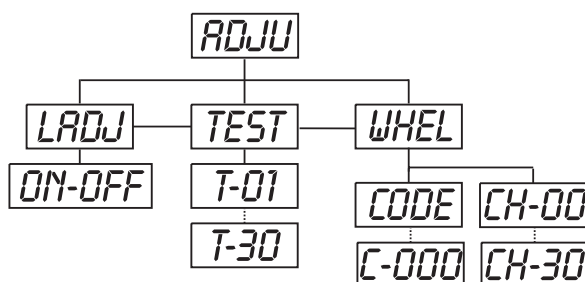 ADJU
LADJ TEST WHEL
ON-OFF T-01 CODE CH-00
T-30 C-000 CH-30